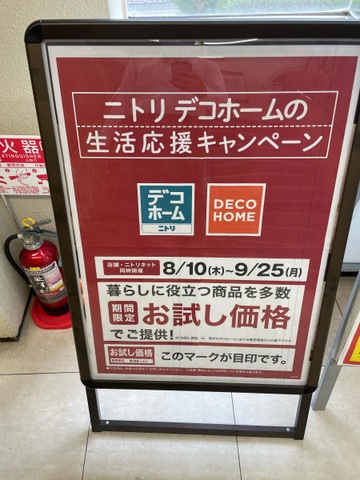 ニトリ デコホームの
生活応援キャンペーン
デコ
ホーム
ニトリ
DECO
HOME
店舗・ニトリネット
同時開催
8/10(木)〜9/25(月)
暮らしに役立つ商品を多数
期間
限定
お試し価格
でご提供!
お試し価格
このマークが目印です。
火器
EXTINGUISHER